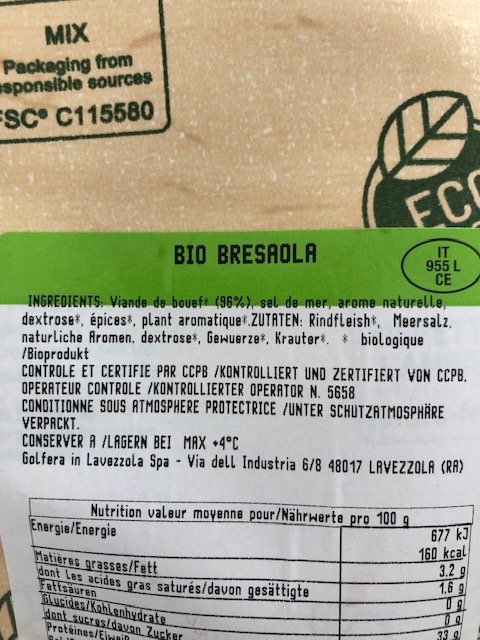 MIX
Packaging from
responsible sources
FSC® C115580
ECO
BIO BRESAOLA
IT
955 L
CE
INGREDIENTS: Viande de bouef* (96%), sel de mer, arome naturelle,
dextrose*, épices*, plant aromatique*.ZUTATEN: Rindfleish*, Meersalz,
naturliche Aromen, dextrose*, Gewuerze*, Krauter*. * biologique
/Bioprodukt
CONTROLE ET CERTIFIE PAR CCPB /KONTROLLIERT UND ZERTIFIERT VON CCPB.
OPERATEUR CONTROLE /KONTROLLIERTER OPERATOR N. 5658
CONDITIONNE SOUS ATMOSPHERE PROTECTRICE /UNTER SCHUTZATMOSPHÄRE
VERPACKT.
CONSERVER A /LAGERN BEI MAX +4°C
Golfera in Lavezzola Spa - Via dell Industria 6/8 48017 LAVEZZOLA (RA)
Nutrition valeur moyenne pour/Nährwerte pro 100 g
Energie/Energie 677 kJ
160 kcal
Matières grasses/Fett 3.2 g
dont les acides gras saturés/davon gesättigte 1.6 g
Fettsäuren
Glucides/Kohlenhydrate 0 g
dont sucres/davon Zucker 0 g
Protéines/Eiweiß 33 g